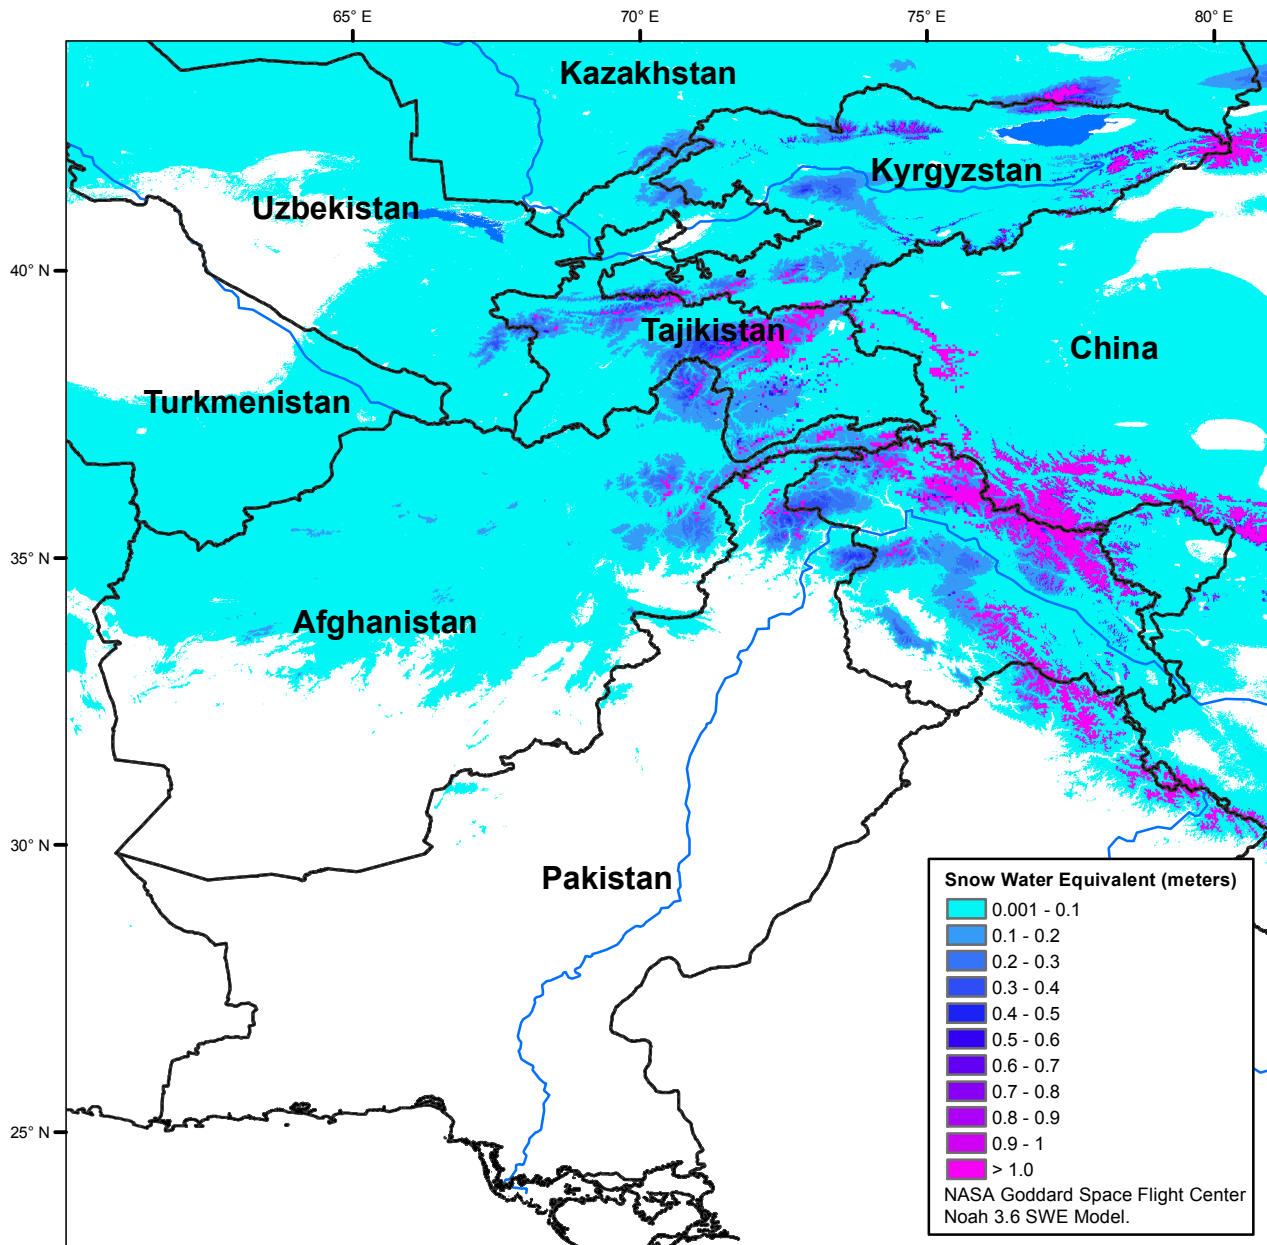 65° E
70° E
75° E
80° E
Kazakhstan
Kyrgyzstan
Uzbekistan
40° N
Tajikistan
China
Turkmenistan
35° N
Afghanistan
30° N
Pakistan
25° N
Snow Water Equivalent (meters)
0.001 - 0.1
0.1 - 0.2
0.2 - 0.3
0.3 - 0.4
0.4 - 0.5
0.5 - 0.6
0.6 - 0.7
0.7 - 0.8
0.8 - 0.9
0.9 - 1
> 1.0
NASA Goddard Space Flight Center
Noah 3.6 SWE Model.